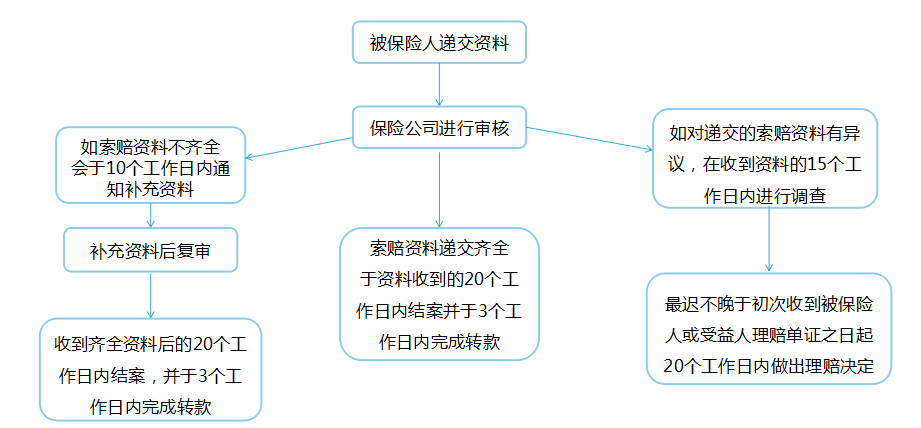 被保险人递交资料
保险公司进行审核
如索赔资料不齐全
会于10个工作日内通
知补充资料
补充资料后复审
收到齐全资料后的20个工
作日内结案，并于3个工
作日内完成转款
索赔资料递交齐全
于资料收到的20个工
作日内结案并于3个工
作日内完成转款
如对递交的索赔资料有异
议，在收到资料的15个工
作日内进行调查
最迟不晚于初次收到被保险
人或受益人理赔单证之日起
20个工作日内做出理赔决定